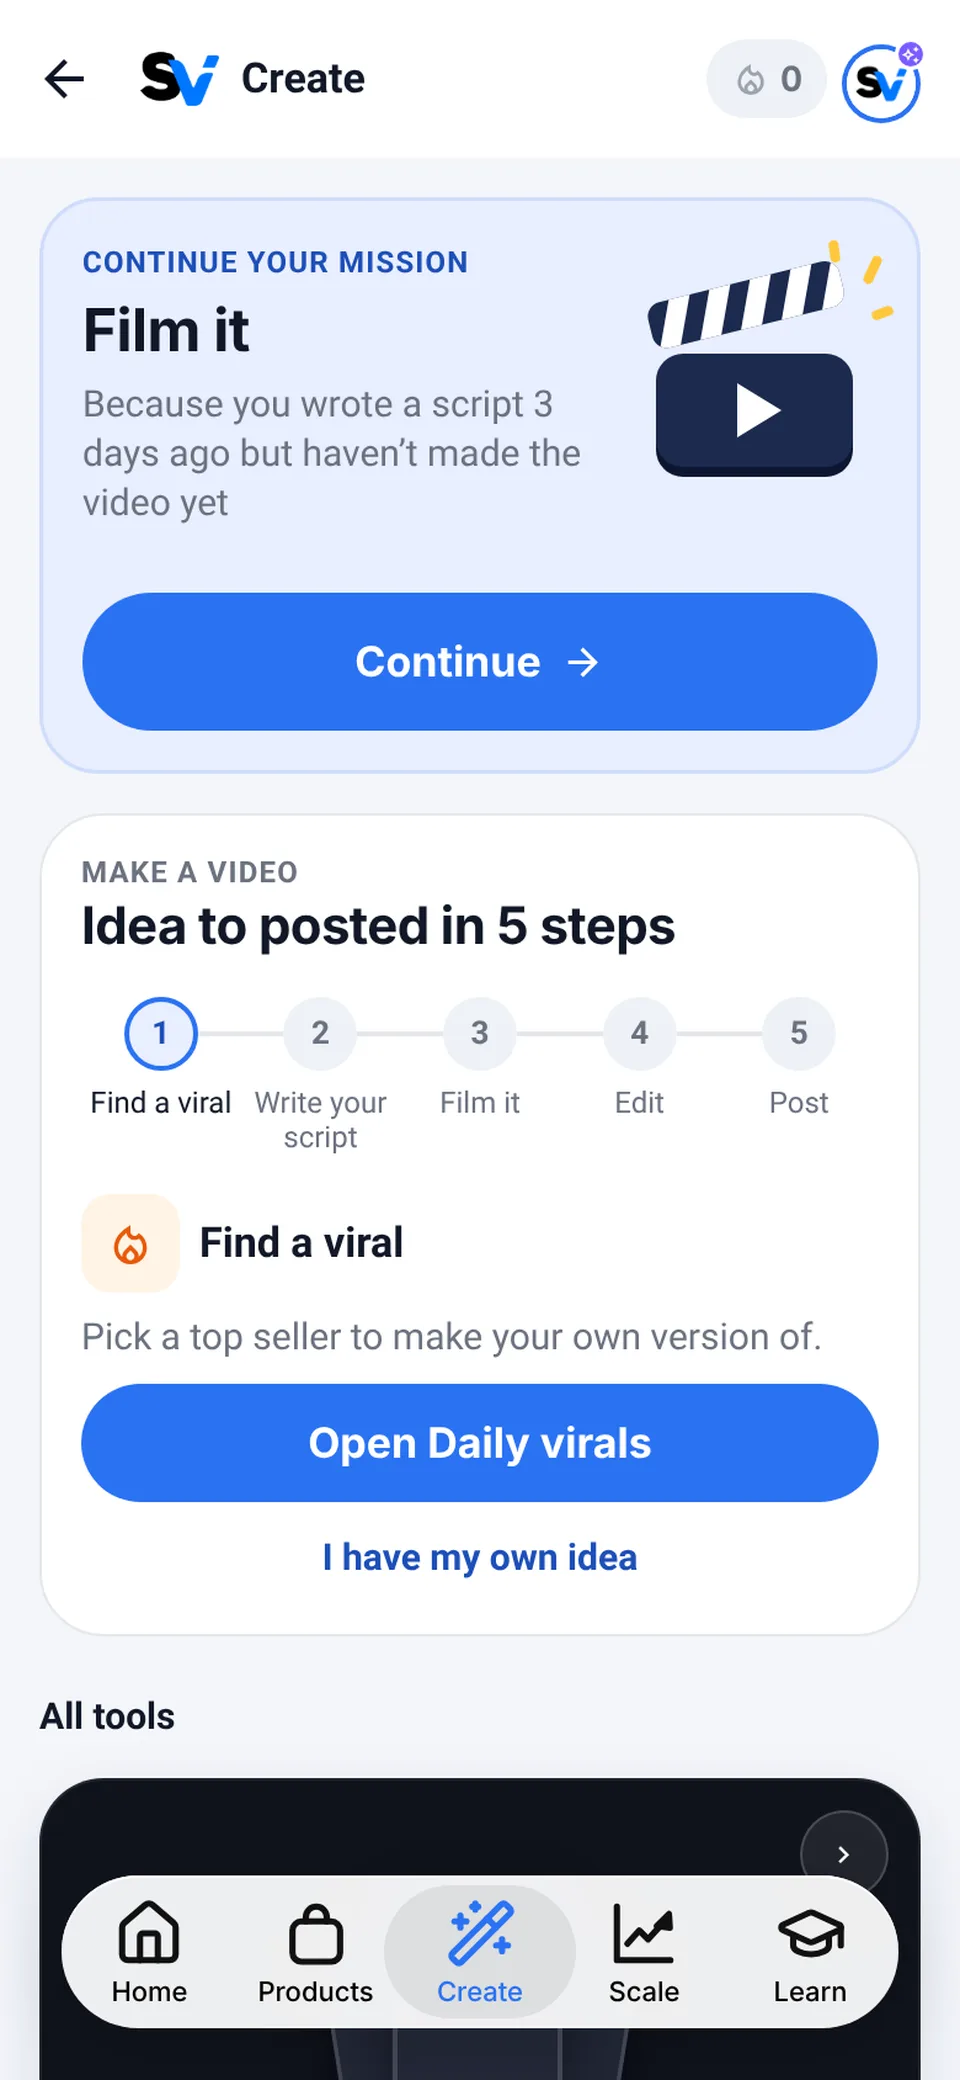 SV Create
0
SV
CONTINUE YOUR MISSION
Film it
Because you wrote a script 3
days ago but haven’t made the
video yet
Continue →
MAKE A VIDEO
Idea to posted in 5 steps
1 2 3 4 5
Find a viral Write your Film it Edit Post
script
Find a viral
Pick a top seller to make your own version of.
Open Daily virals
I have my own idea
All tools
Home Products Create Scale Learn